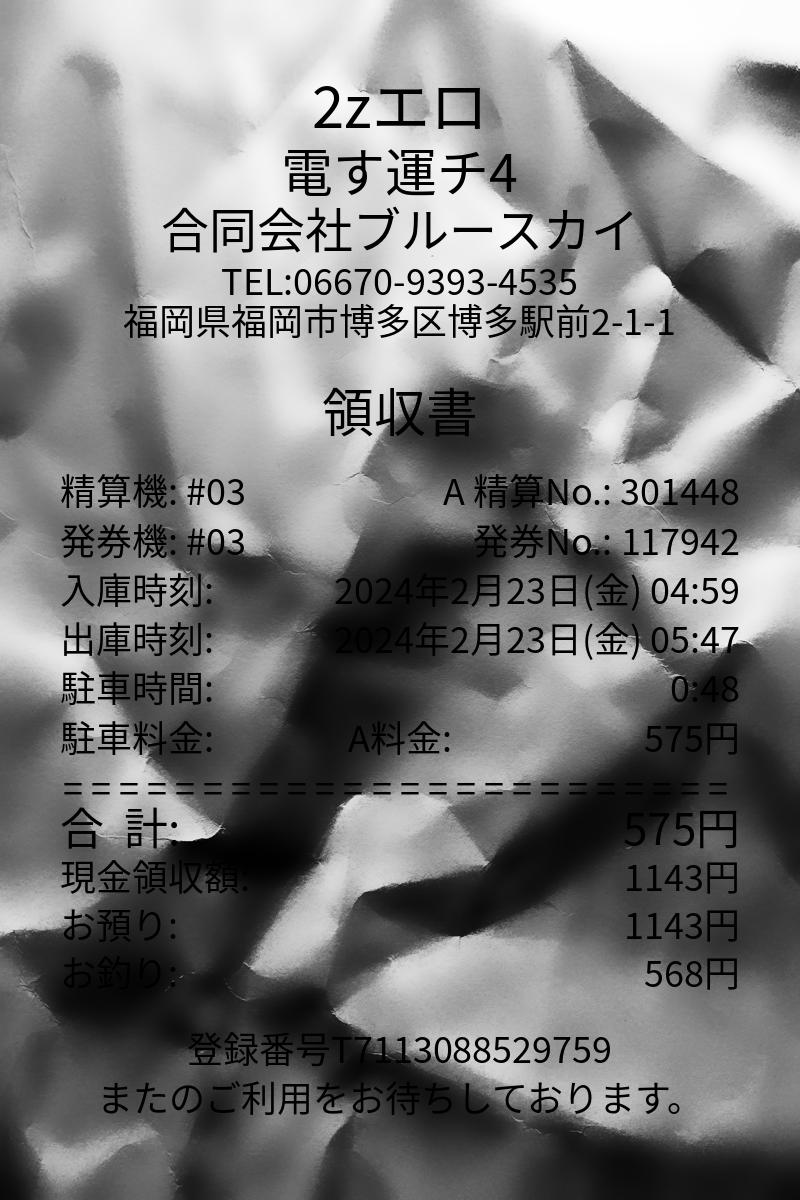 2zエロ
電す運チ4
合同会社ブルースカイ
TEL:06670-9393-4535
福岡県福岡市博多区博多駅前2-1-1
領収書
精算機: #03 A 精算No.: 301448
発券機: #03 発券No.: 117942
入庫時刻: 2024年2月23日(金) 04:59
出庫時刻: 2024年2月23日(金) 05:47
駐車時間: 0:48
駐車料金: A料金: 575円
========================
合 計: 575円
現金領収額: 1143円
お預り: 1143円
お釣り: 568円
登録番号T7113088529759
またのご利用をお待ちしております。